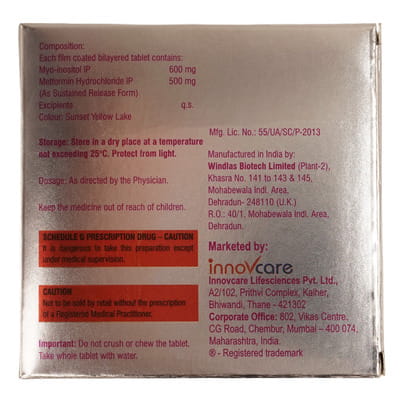 Composition:
Each film coated bilayered tablet contains:
Myo-inositol IP 600 mg
Metformin Hydrochloride IP 500 mg
(As Sustained Release Form)
Excipients q.s.
Colour: Sunset Yellow Lake
Storage: Store in a dry place at a temperature
not exceeding 25°C. Protect from light.
Dosage: As directed by the Physician.
Keep the medicine out of reach of children.
SCHEDULE G PRESCRIPTION DRUG – CAUTION
It is dangerous to take this preparation except
under medical supervision.
CAUTION
Not to be sold by retail without the prescription
of a Registered Medical Practitioner.
Important: Do not crush or chew the tablet.
Take whole tablet with water.
Mfg. Lic. No.: 55/UA/SC/P-2013
Manufactured in India by:
Windlas Biotech Limited (Plant-2),
Khasra No. 141 to 143 & 145,
Mohabewala Indl. Area,
Dehradun- 248110 (U.K.)
R.O.: 40/1, Mohabewala Indl. Area,
Dehradun.
Marketed by:
innovcare
Innovcare Lifesciences Pvt. Ltd.,
A2/102, Prithvi Complex, Kalher,
Bhiwandi, Thane - 421302
Corporate Office: 802, Vikas Centre,
CG Road, Chembur, Mumbai – 400 074,
Maharashtra, India.
® - Registered trademark